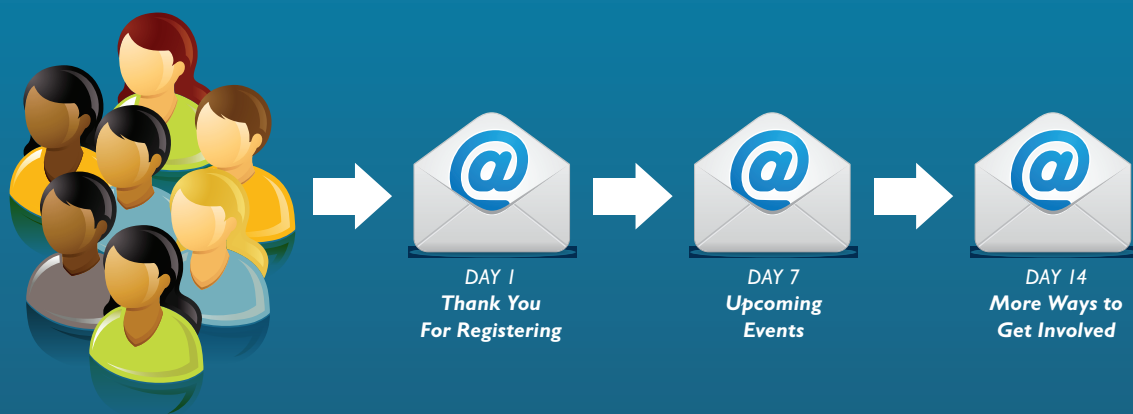 @
DAY 1
Thank You
For Registering
@
DAY 7
Upcoming
Events
@
DAY 14
More Ways to
Get Involved